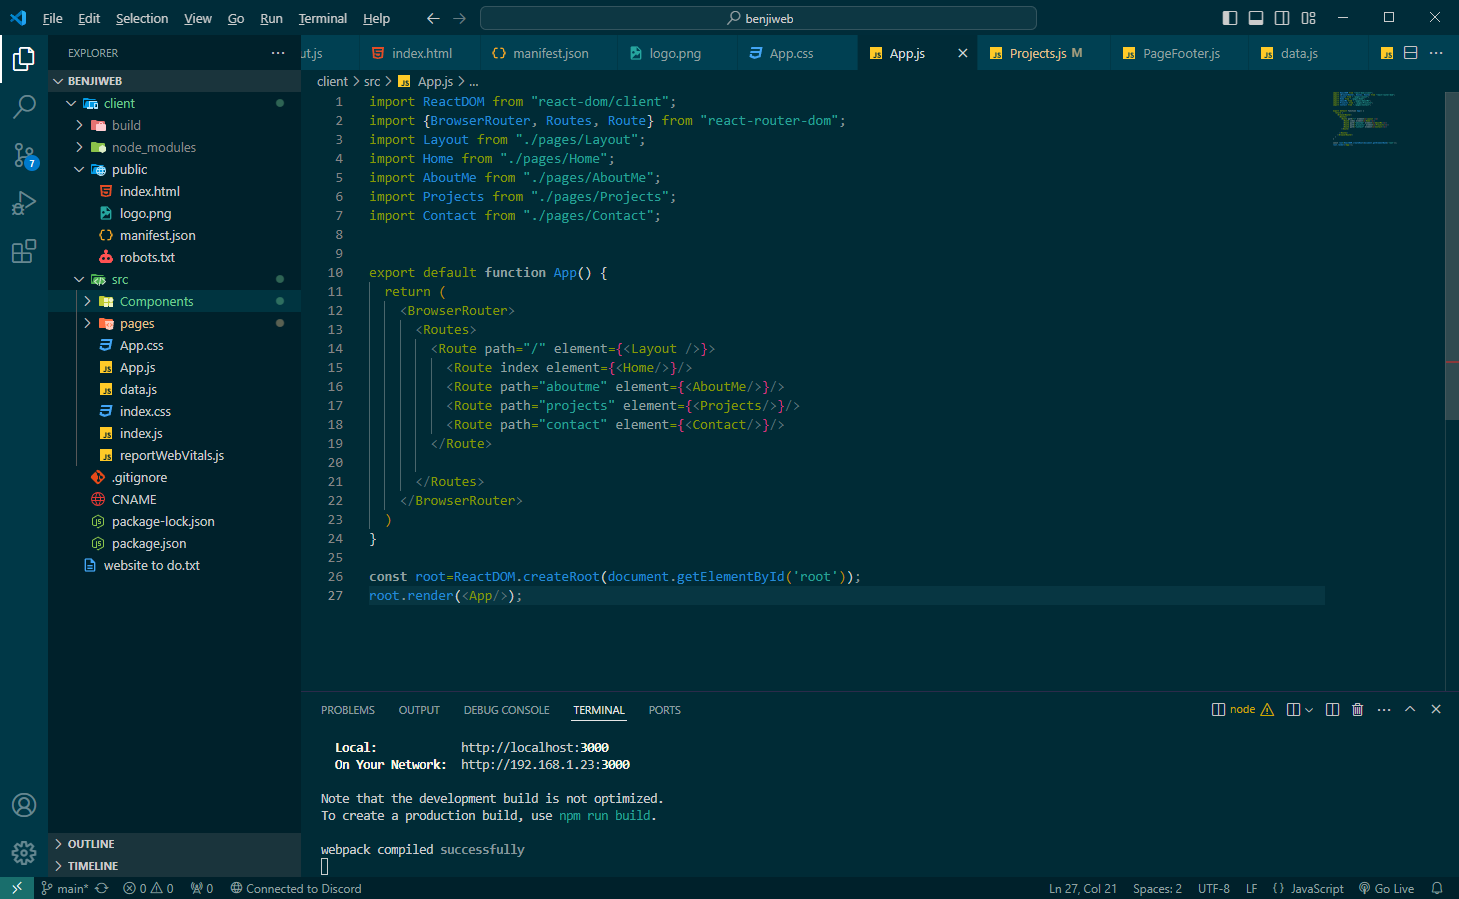 File Edit Selection View Go Run Terminal Help
benjiweb
EXPLORER
BENJIWEB
client
build
node_modules
public
index.html
logo.png
manifest.json
robots.txt
src
Components
pages
App.css
App.js
data.js
index.css
index.js
reportWebVitals.js
.gitignore
CNAME
package-lock.json
package.json
website to do.txt
OUTLINE
TIMELINE
7
ut.js index.html manifest.json logo.png App.css App.js Projects.js M PageFooter.js data.js
client > src > App.js > ...
1 import ReactDOM from "react-dom/client";
2 import {BrowserRouter, Routes, Route} from "react-router-dom";
3 import Layout from "./pages/Layout";
4 import Home from "./pages/Home";
5 import AboutMe from "./pages/AboutMe";
6 import Projects from "./pages/Projects";
7 import Contact from "./pages/Contact";
8
9
10 export default function App() {
11 return (
12 <BrowserRouter>
13 <Routes>
14 <Route path="/" element={<Layout />}>
15 <Route index element={<Home/>}/>
16 <Route path="aboutme" element={<AboutMe/>}/>
17 <Route path="projects" element={<Projects/>}/>
18 <Route path="contact" element={<Contact/>}/>
19 </Route>
20
21 </Routes>
22 </BrowserRouter>
23 )
24 }
25
26 const root=ReactDOM.createRoot(document.getElementById('root'));
27 root.render(<App/>);
PROBLEMS OUTPUT DEBUG CONSOLE TERMINAL PORTS
node
Local: http://localhost:3000
On Your Network: http://192.168.1.23:3000
Note that the development build is not optimized.
To create a production build, use npm run build.
webpack compiled successfully
main* 0 0 0 Connected to Discord
Ln 27, Col 21 Spaces: 2 UTF-8 LF {} JavaScript Go Live